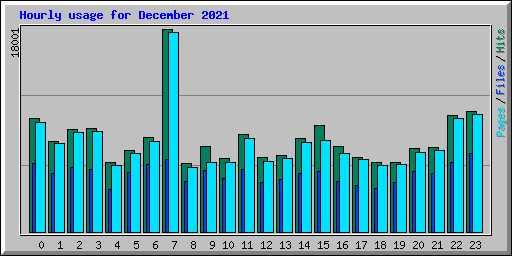 Hourly usage for December 2021
18001
Pages / Files / Hits
0 1 2 3 4 5 6 7 8 9 10 11 12 13 14 15 16 17 18 19 20 21 22 23